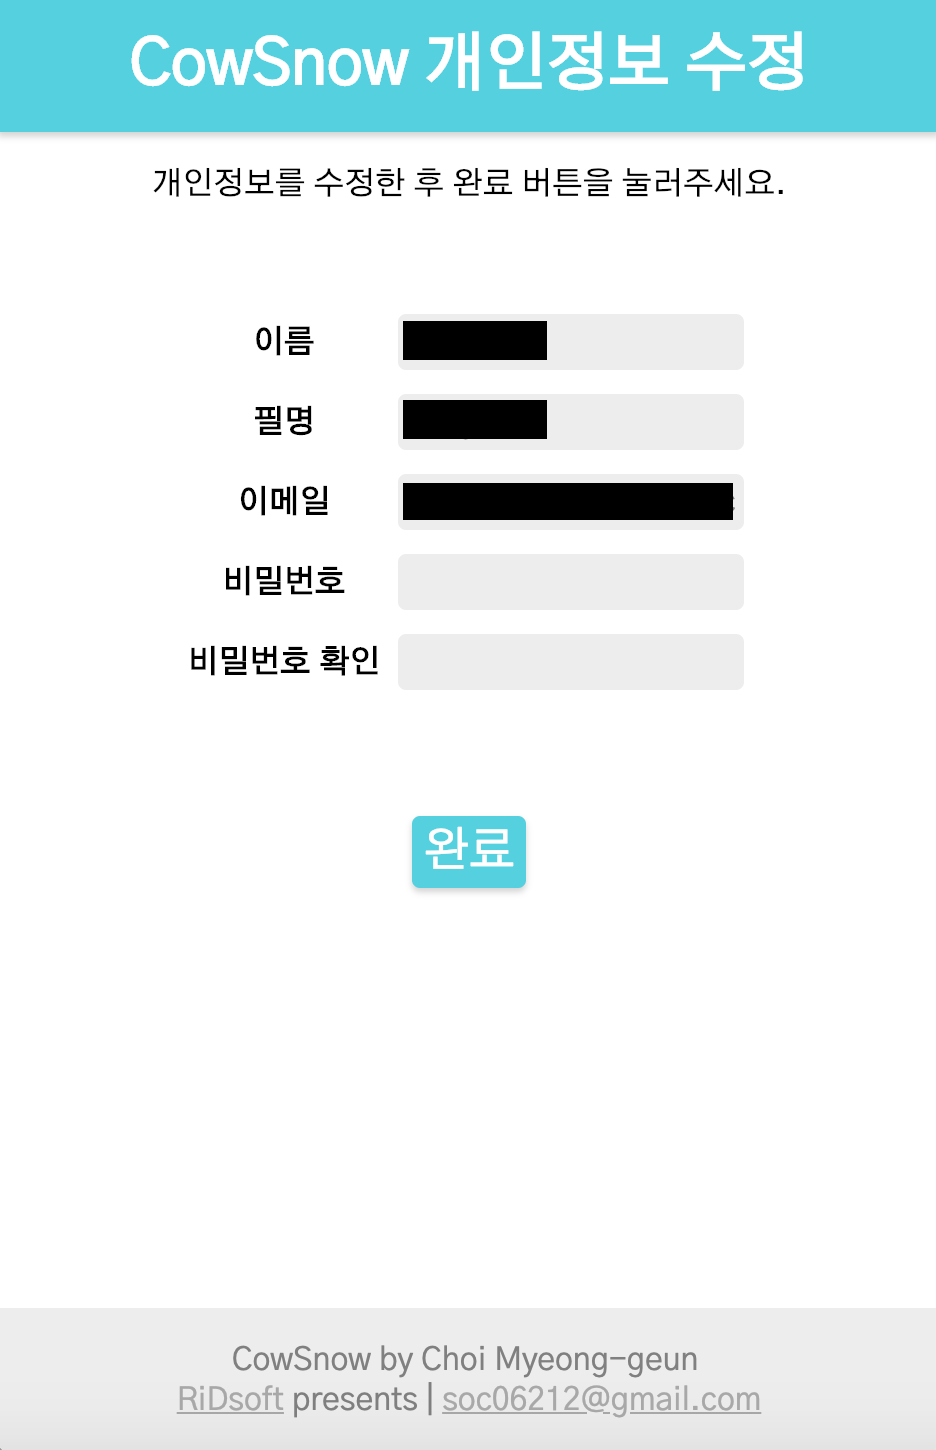 CowSnow 개인정보 수정
개인정보를 수정한 후 완료 버튼을 눌러주세요.
이름
필명
이메일
비밀번호
비밀번호 확인
완료
CowSnow by Choi Myeong-geun
RiDsoft presents | soc06212@gmail.com